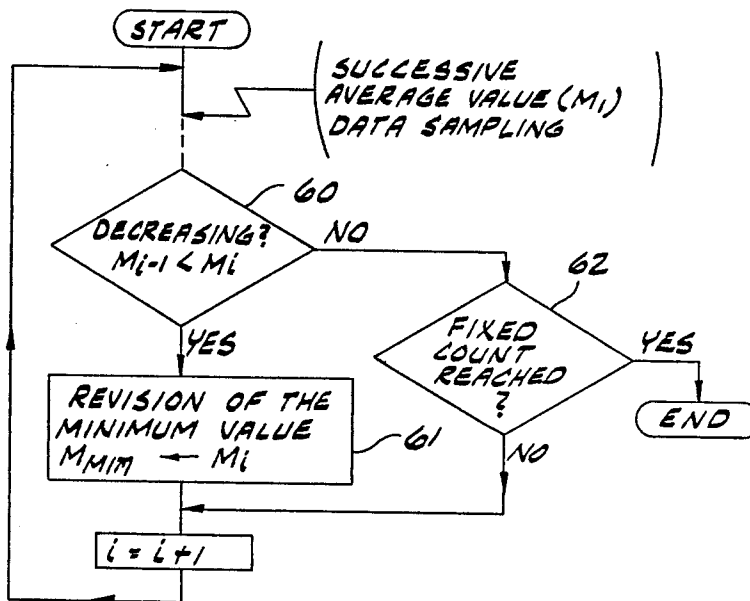 START
SUCCESSIVE
AVERAGE VALUE (Mi)
DATA SAMPLING
60
DECREASING?
Mi-1 < Mi
NO
62
FIXED
COUNT
REACHED
?
YES
END
YES
REVISION OF THE
MINIMUM VALUE
MMIM ← Mi
61
NO
i = i+1